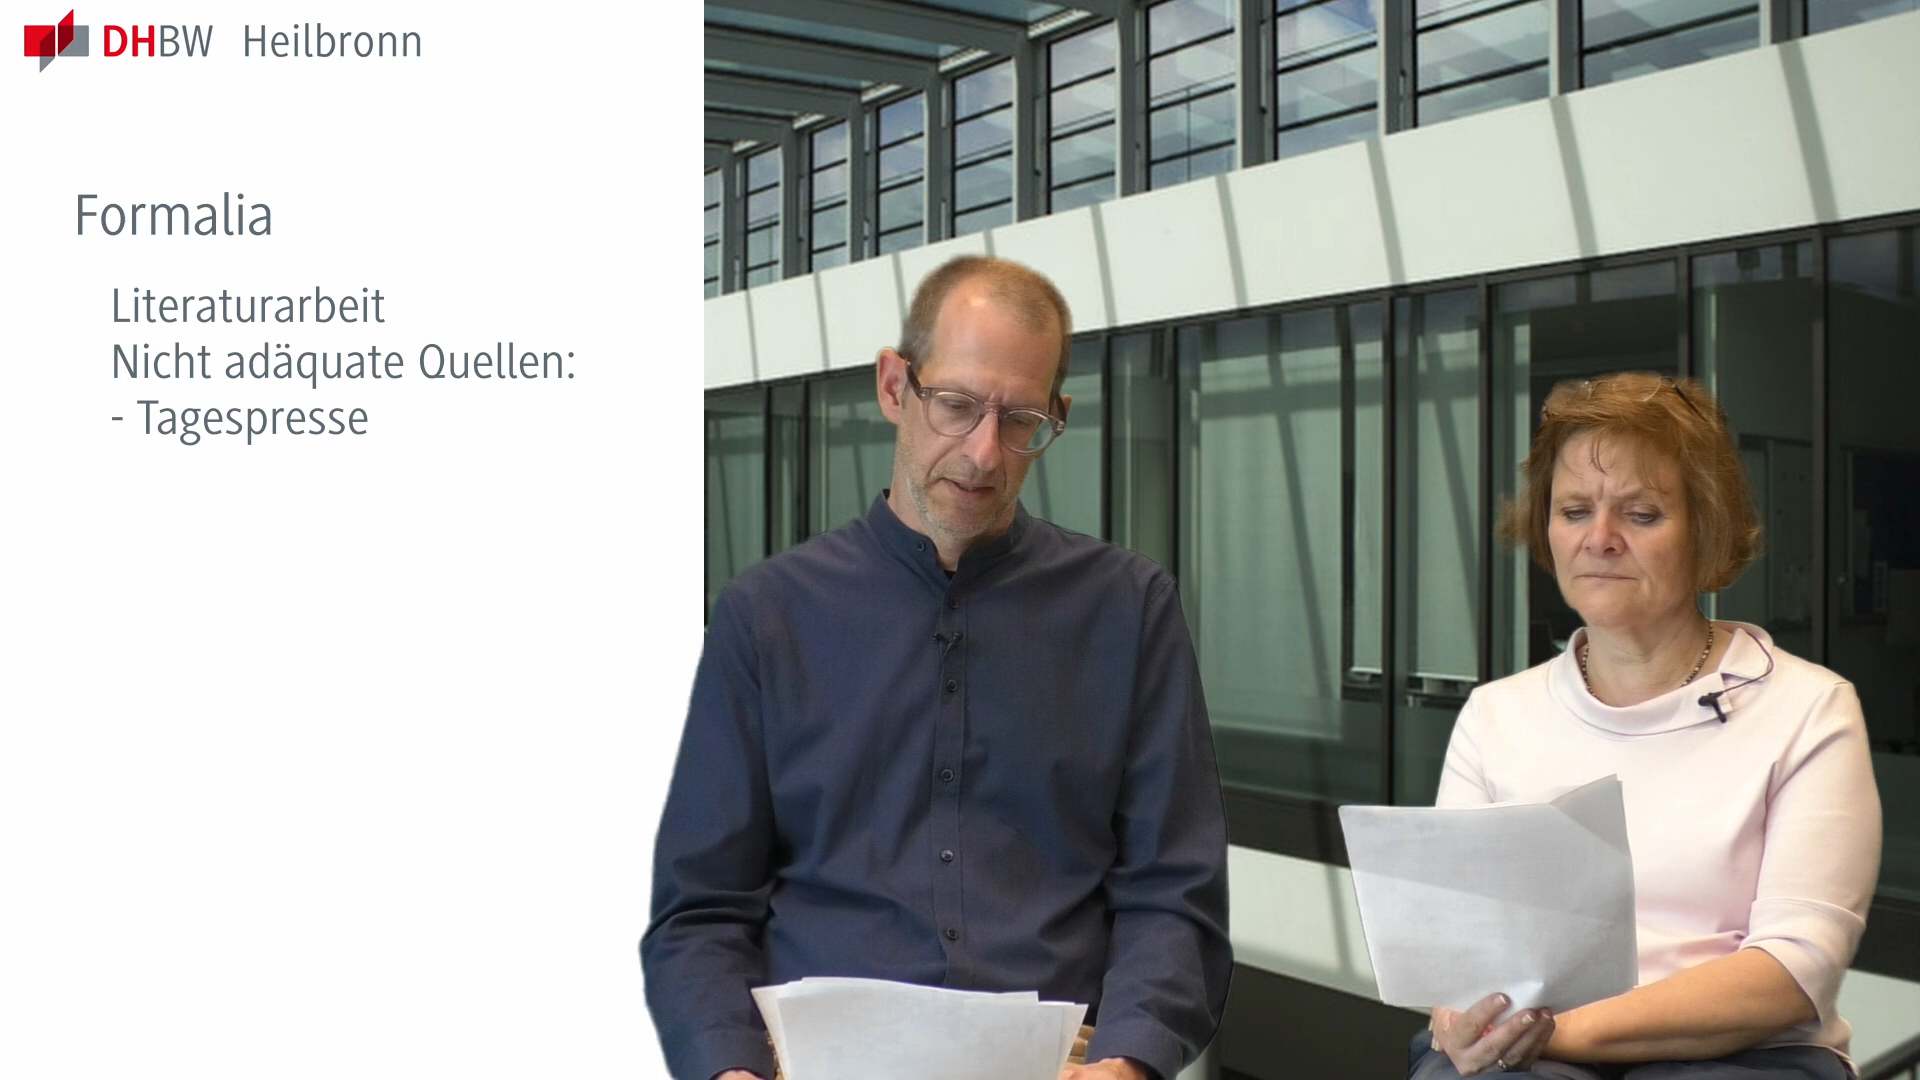 DHBW Heilbronn
Formalia
Literaturarbeit
Nicht adäquate Quellen:
- Tagespresse